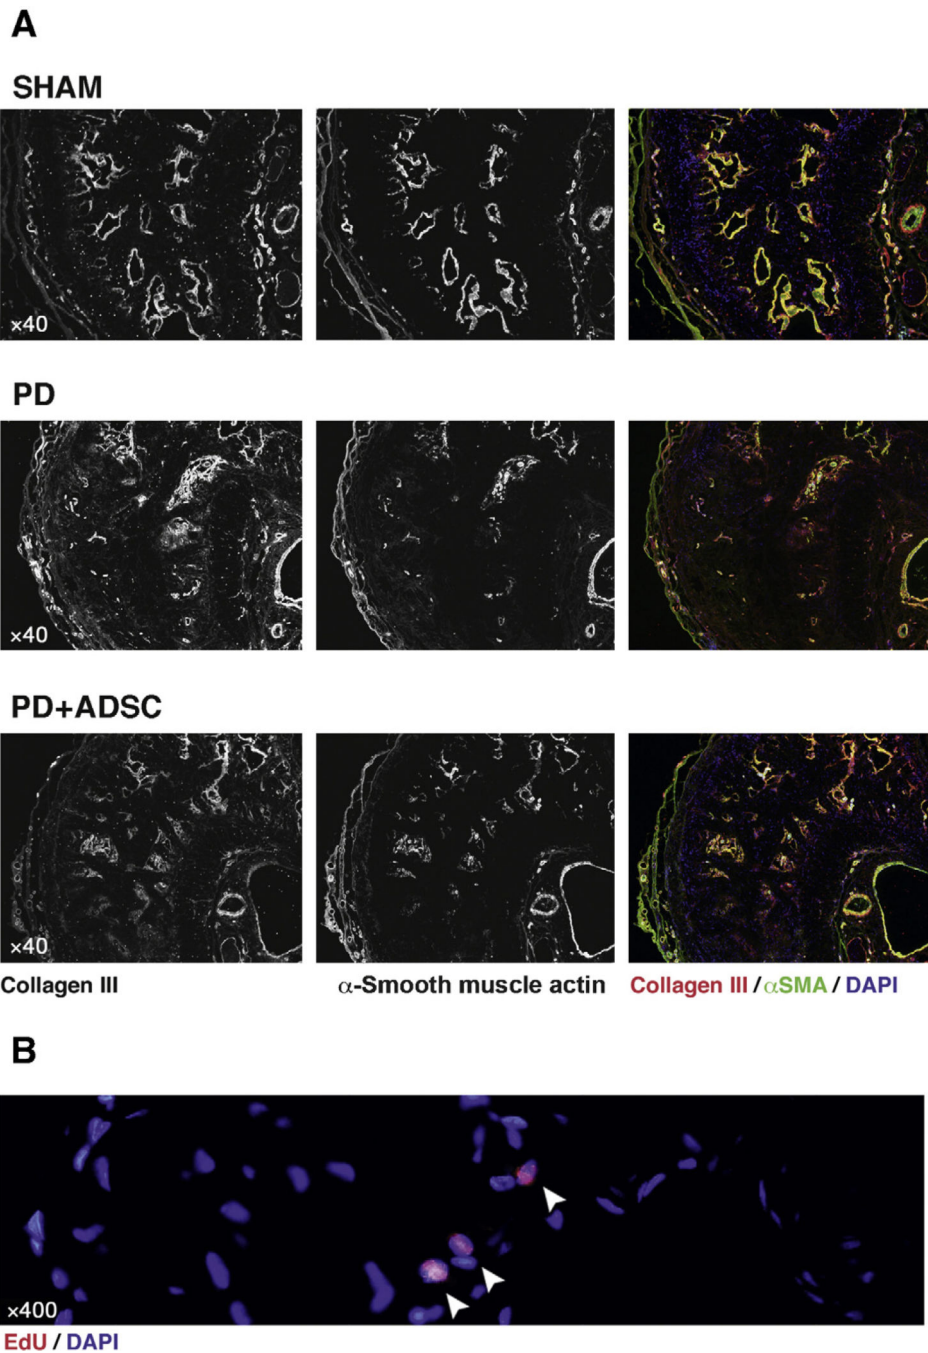 A
SHAM
×40
PD
×40
PD+ADSC
×40
Collagen III
α-Smooth muscle actin
Collagen III / αSMA / DAPI
B
×400
EdU / DAPI